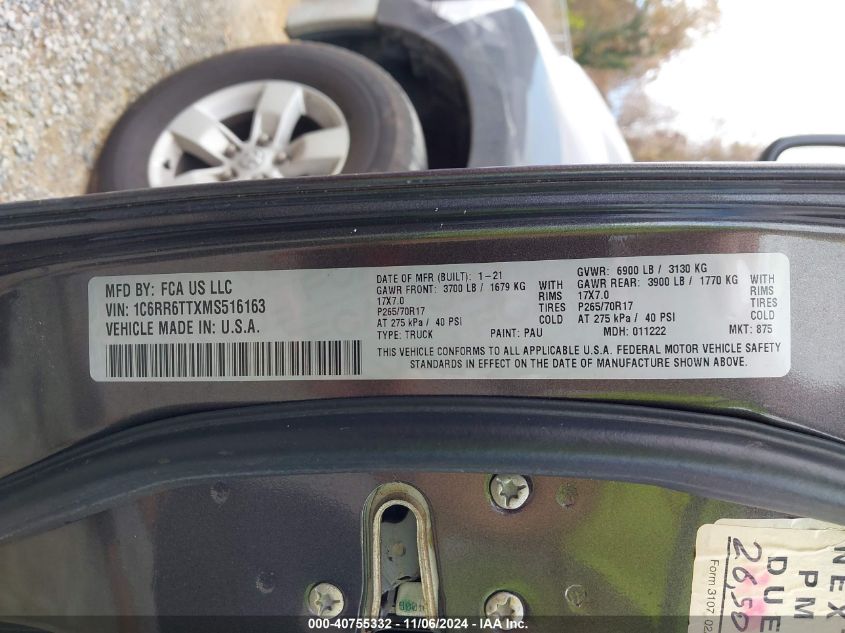 MFD BY: FCA US LLC
VIN: 1C6RR6TTXMS516163
VEHICLE MADE IN: U.S.A.
DATE OF MFR (BUILT): 1-21
GAWR FRONT: 3700 LB / 1679 KG WITH
17X7.0 RIMS
P265/70R17
AT 275 kPa / 40 PSI COLD
TYPE: TRUCK PAINT: PAU
GVWR: 6900 LB / 3130 KG
GAWR REAR: 3900 LB / 1770 KG WITH
17X7.0 RIMS
P265/70R17
AT 275 kPa / 40 PSI COLD
MDH: 011222 MKT: 875
THIS VEHICLE CONFORMS TO ALL APPLICABLE U.S.A. FEDERAL MOTOR VEHICLE SAFETY
STANDARDS IN EFFECT ON THE DATE OF MANUFACTURE SHOWN ABOVE.
NEX
PM
DUE
26,50
Form 3107 02
000-40755332 - 11/06/2024 - IAA Inc.